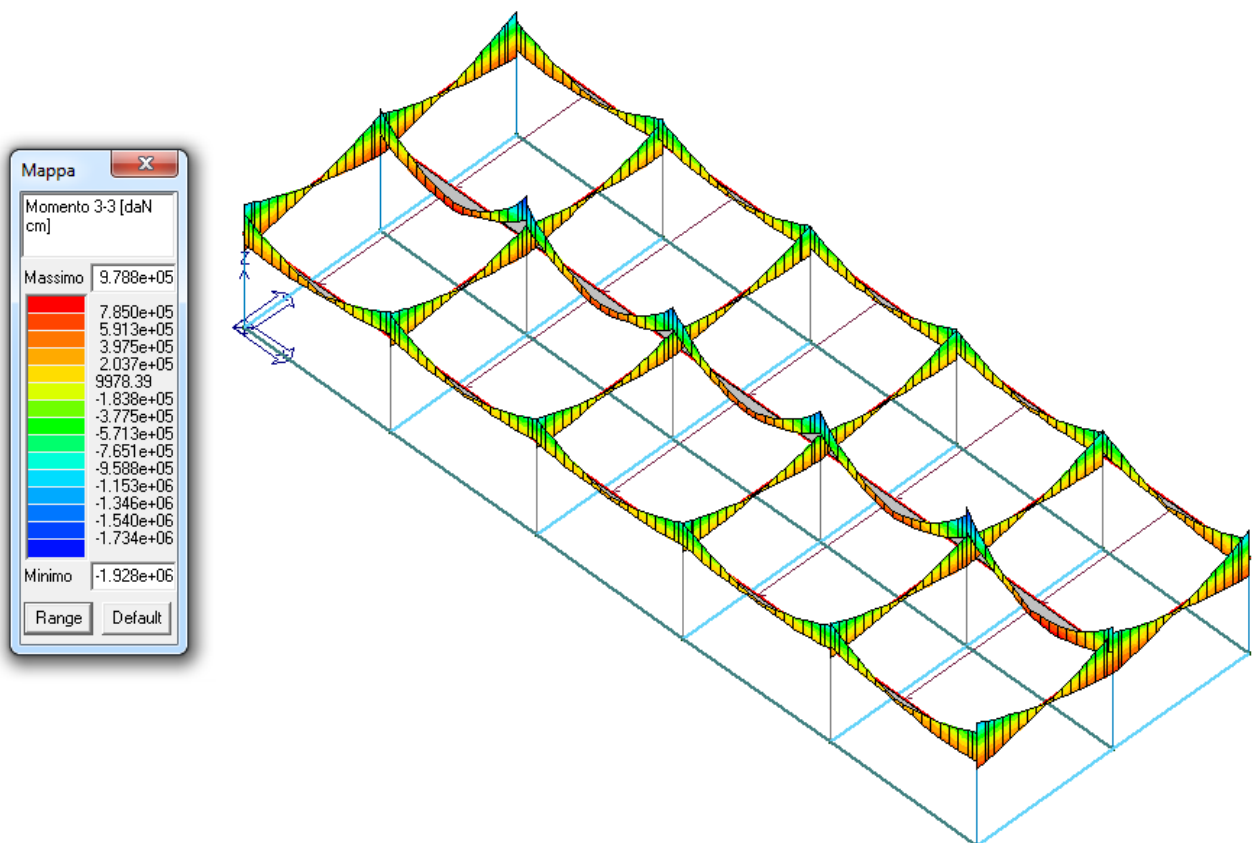 Mappa
Momento 3-3 [daN
cm]
Massimo 9.788e+05
7.850e+05
5.913e+05
3.975e+05
2.037e+05
9978.39
-1.838e+05
-3.775e+05
-5.713e+05
-7.651e+05
-9.588e+05
-1.153e+06
-1.346e+06
-1.540e+06
-1.734e+06
Minimo -1.928e+06
Range Default
Z